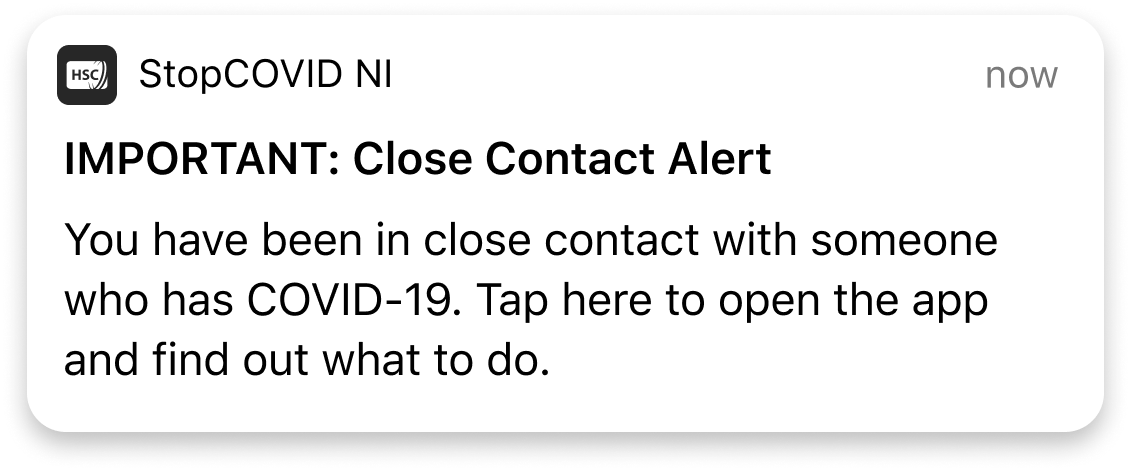 HSC
StopCOVID NI
now
IMPORTANT: Close Contact Alert
You have been in close contact with someone
who has COVID-19. Tap here to open the app
and find out what to do.